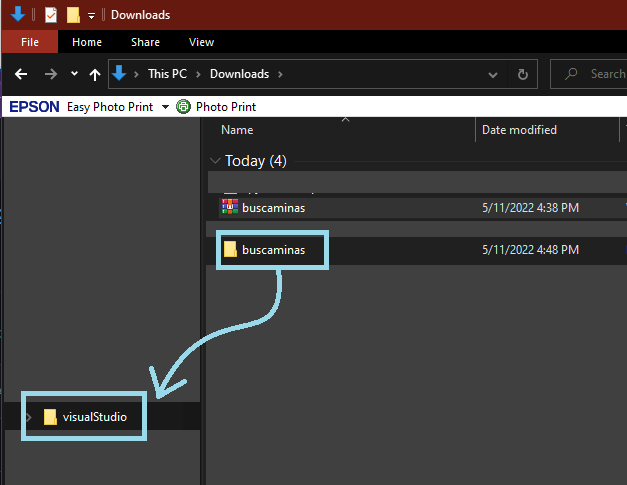 Downloads
File Home Share View
This PC Downloads Search
EPSON Easy Photo Print Photo Print
Name Date modified
Today (4)
buscaminas 5/11/2022 4:38 PM
buscaminas 5/11/2022 4:48 PM
visualStudio